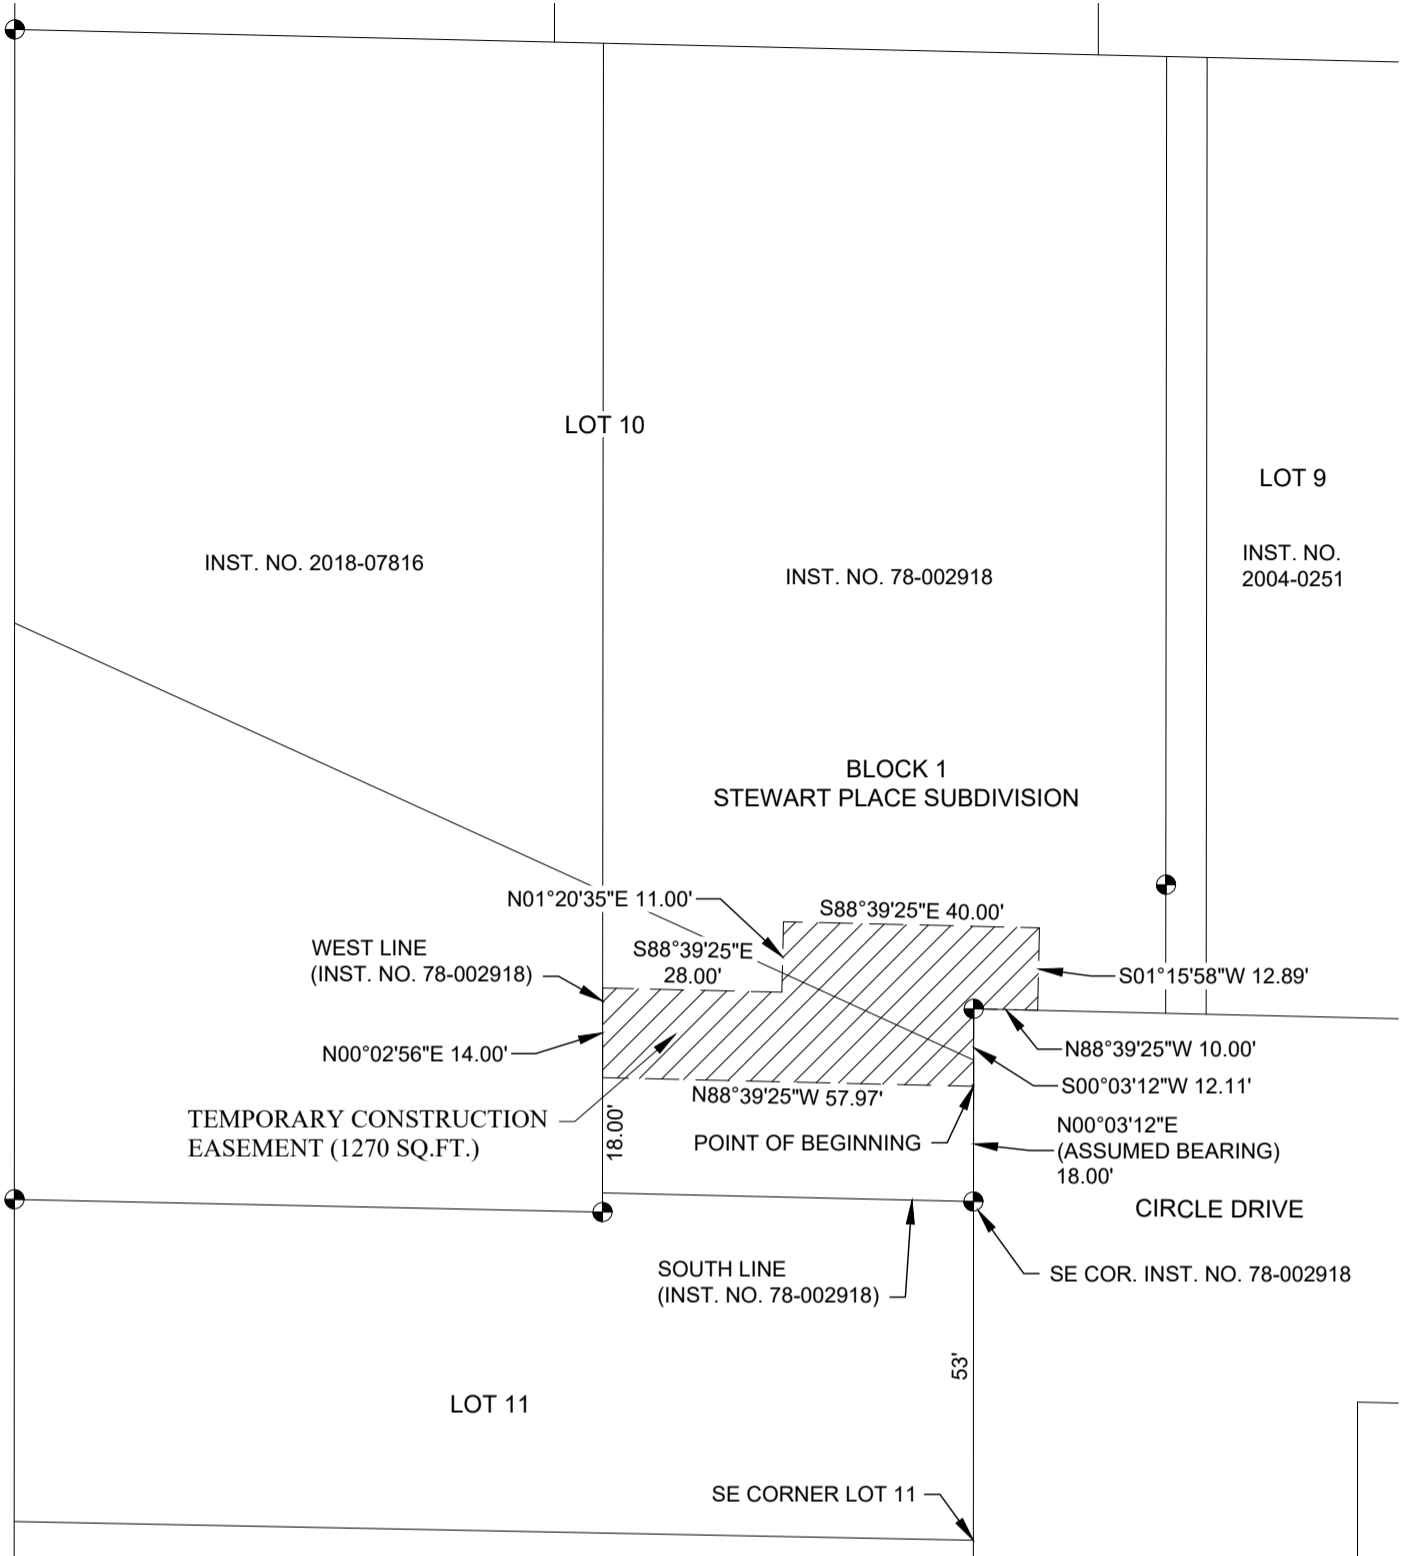 LOT 10
LOT 9
INST. NO. 2018-07816
INST. NO. 78-002918
INST. NO.
2004-0251
BLOCK 1
STEWART PLACE SUBDIVISION
N01°20'35"E 11.00'
S88°39'25"E 40.00'
WEST LINE
(INST. NO. 78-002918)
S88°39'25"E
28.00'
S01°15'58"W 12.89'
N00°02'56"E 14.00'
N88°39'25"W 10.00'
S00°03'12"W 12.11'
N88°39'25"W 57.97'
TEMPORARY CONSTRUCTION
EASEMENT (1270 SQ.FT.)
18.00'
POINT OF BEGINNING
N00°03'12"E
(ASSUMED BEARING)
18.00'
CIRCLE DRIVE
SOUTH LINE
(INST. NO. 78-002918)
SE COR. INST. NO. 78-002918
53'
LOT 11
SE CORNER LOT 11